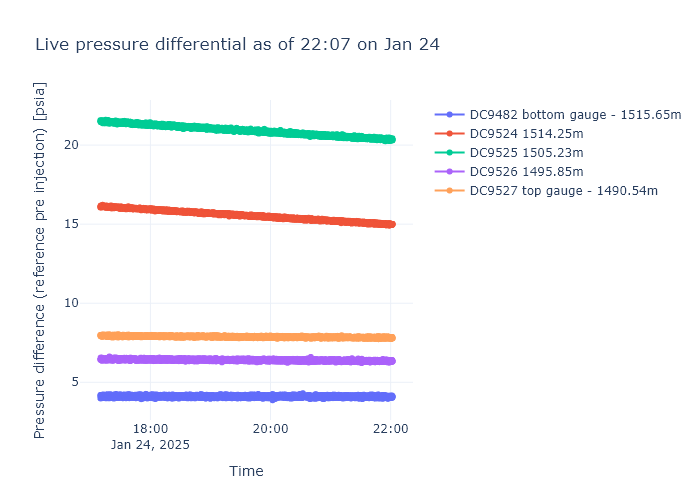 Live pressure differential as of 22:07 on Jan 24
Pressure difference (reference pre injection) [psia]
20
15
10
5
18:00
Jan 24, 2025
20:00
22:00
Time
DC9482 bottom gauge - 1515.65m
DC9524 1514.25m
DC9525 1505.23m
DC9526 1495.85m
DC9527 top gauge - 1490.54m